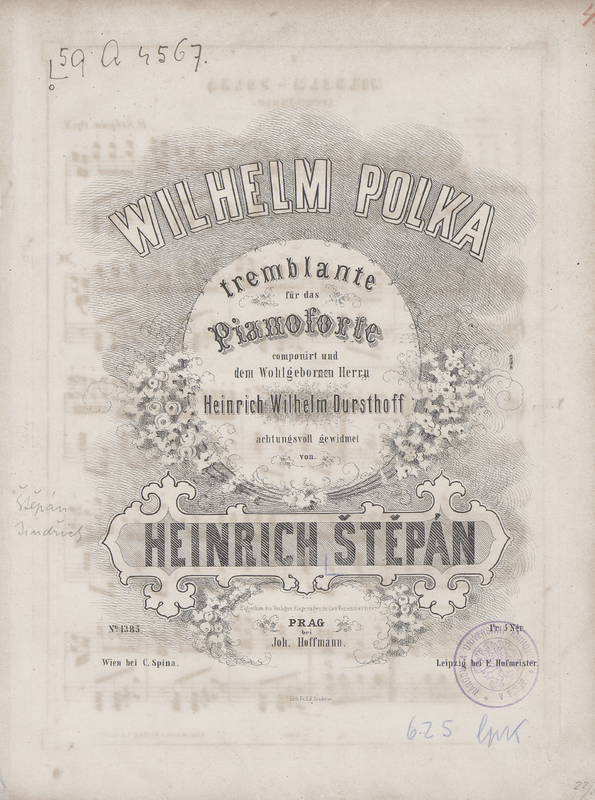 59 A 4567.
WILHELM POLKA
tremblante
für das
Pianoforte
componirt und
dem Wohlgebornen Herrn
Heinrich Wilhelm Dursthoff
achtungsvoll gewidmet
von.
Štěpán
Jindřich
HEINRICH ŠTĚPÁN
Eigenthum des Verlegers
PRAG
Nº 1385
Pr: 5 Ngr
bei
Joh. Hoffmann.
Wien bei C. Spina.
Leipzig bei F. Hofmeister.
625